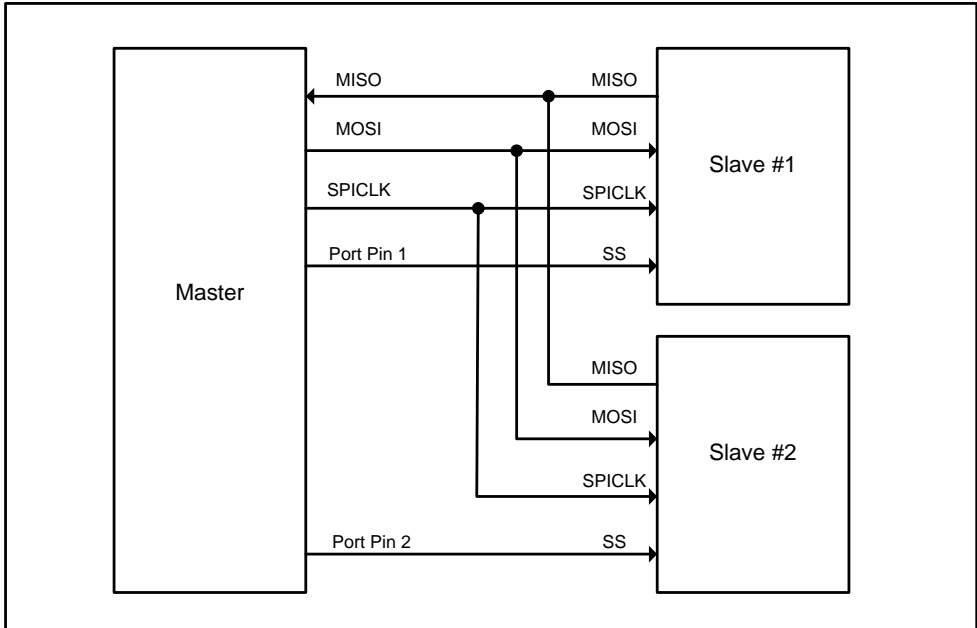 MISO MISO
MOSI MOSI
Slave #1
SPICLK SPICLK
Port Pin 1 SS
Master
MISO
MOSI
Slave #2
SPICLK
Port Pin 2 SS